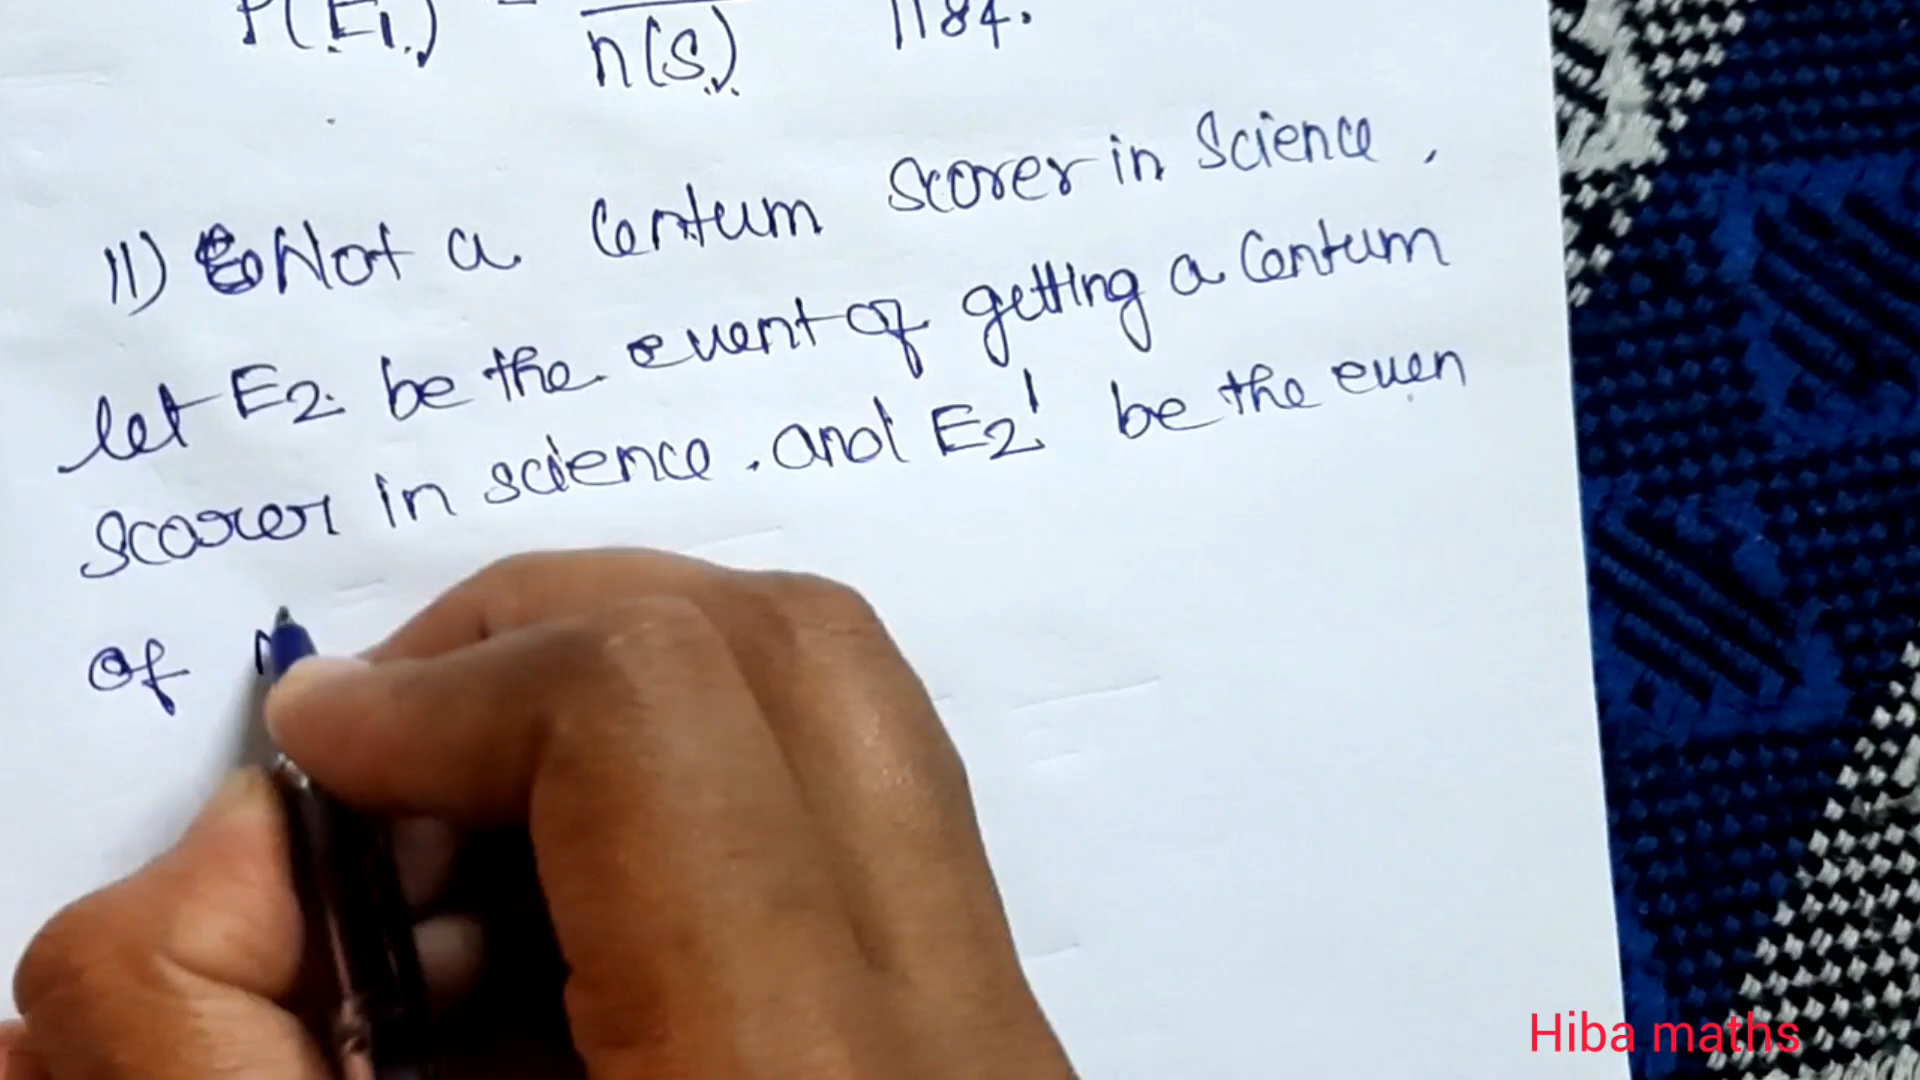 P(E1)
n(S) 1184.
11) Not a Centum Scorer in Science.
let E2 be the event of getting a Centum
Scorer in science. and E2' be the even
of
Hiba maths